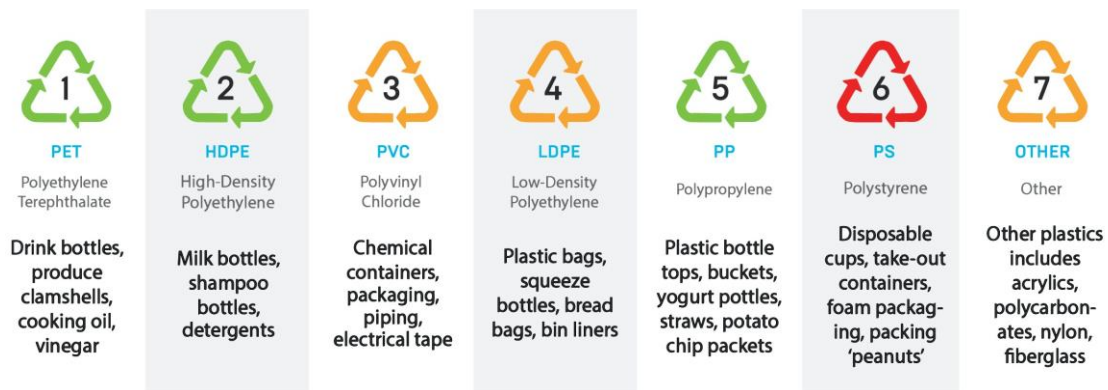 1
PET
Polyethylene
Terephthalate
Drink bottles,
produce
clamshells,
cooking oil,
vinegar
2
HDPE
High-Density
Polyethylene
Milk bottles,
shampoo
bottles,
detergents
3
PVC
Polyvinyl
Chloride
Chemical
containers,
packaging,
piping,
electrical tape
4
LDPE
Low-Density
Polyethylene
Plastic bags,
squeeze
bottles, bread
bags, bin liners
5
PP
Polypropylene
Plastic bottle
tops, buckets,
yogurt pottles,
straws, potato
chip packets
6
PS
Polystyrene
Disposable
cups, take-out
containers,
foam packag-
ing, packing
‘peanuts’
7
OTHER
Other
Other plastics
includes
acrylics,
polycarbon-
ates, nylon,
fiberglass